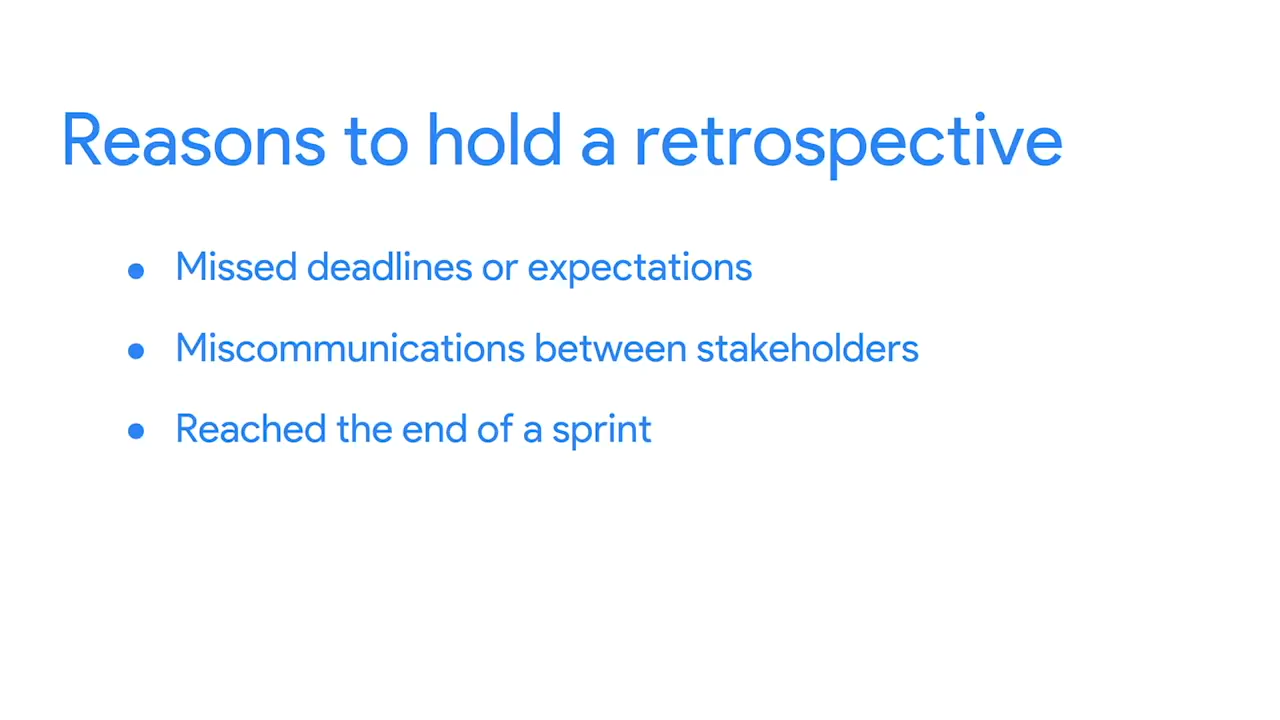 Reasons to hold a retrospective
● Missed deadlines or expectations
● Miscommunications between stakeholders
● Reached the end of a sprint